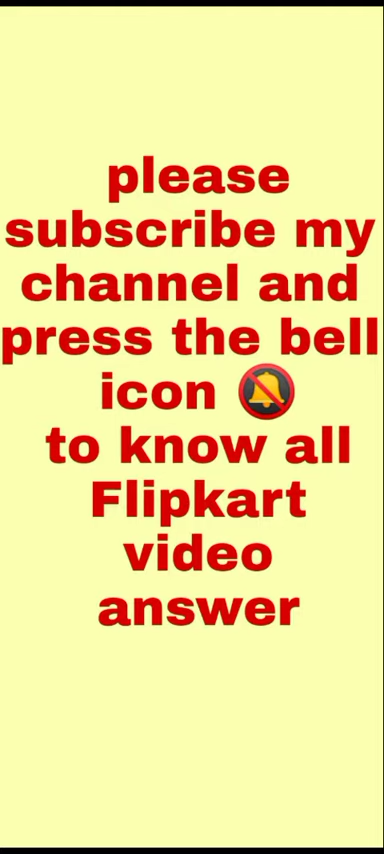 please
subscribe my
channel and
press the bell
icon 🔕
to know all
Flipkart
video
answer